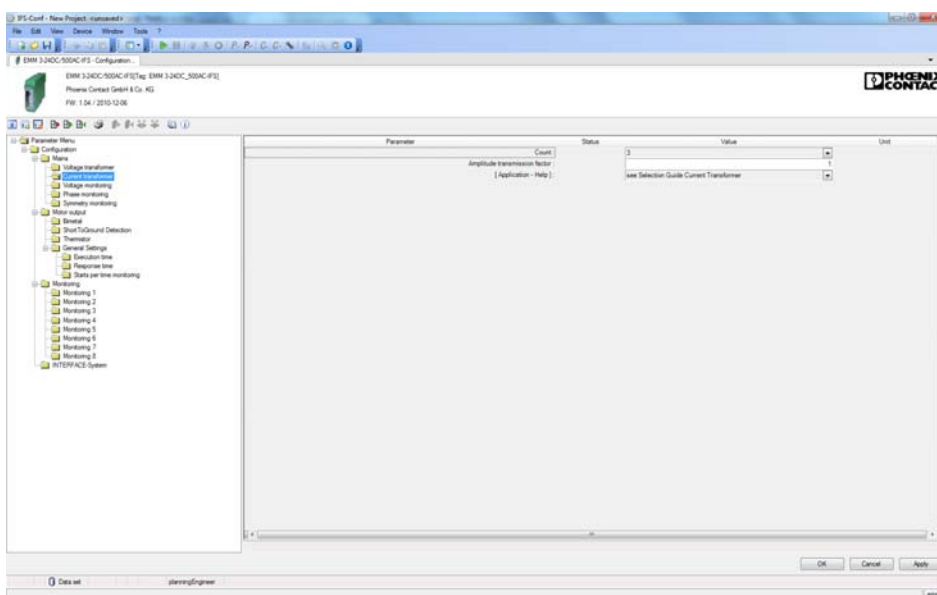 IFS-Conf - New Project <unsaved>
File Edit View Device Window Tools ?
EMM 3-24DC/500AC-IFS - Configuration...
EMM 3-24DC/500AC-IFS[Tag: EMM 3-24DC_500AC-IFS]
Phoenix Contact GmbH & Co. KG
FW: 1.04 / 2010-12-06
PHŒNIX
CONTACT
Parameter Menu
Configuration
Mains
Voltage transformer
Current transformer
Voltage monitoring
Phase monitoring
Symmetry monitoring
Motor output
Bimetal
ShortToGround Detection
Thermistor
General Settings
Execution time
Response time
Starts per time monitoring
Monitoring
Monitoring 1
Monitoring 2
Monitoring 3
Monitoring 4
Monitoring 5
Monitoring 6
Monitoring 7
Monitoring 8
INTERFACE-System
Parameter Status Value Unit
Count : 3
Amplitude transmission factor : 1
[ Application - Help ] : see Selection Guide Current Transformer
OK Cancel Apply
Data set planningEngineer